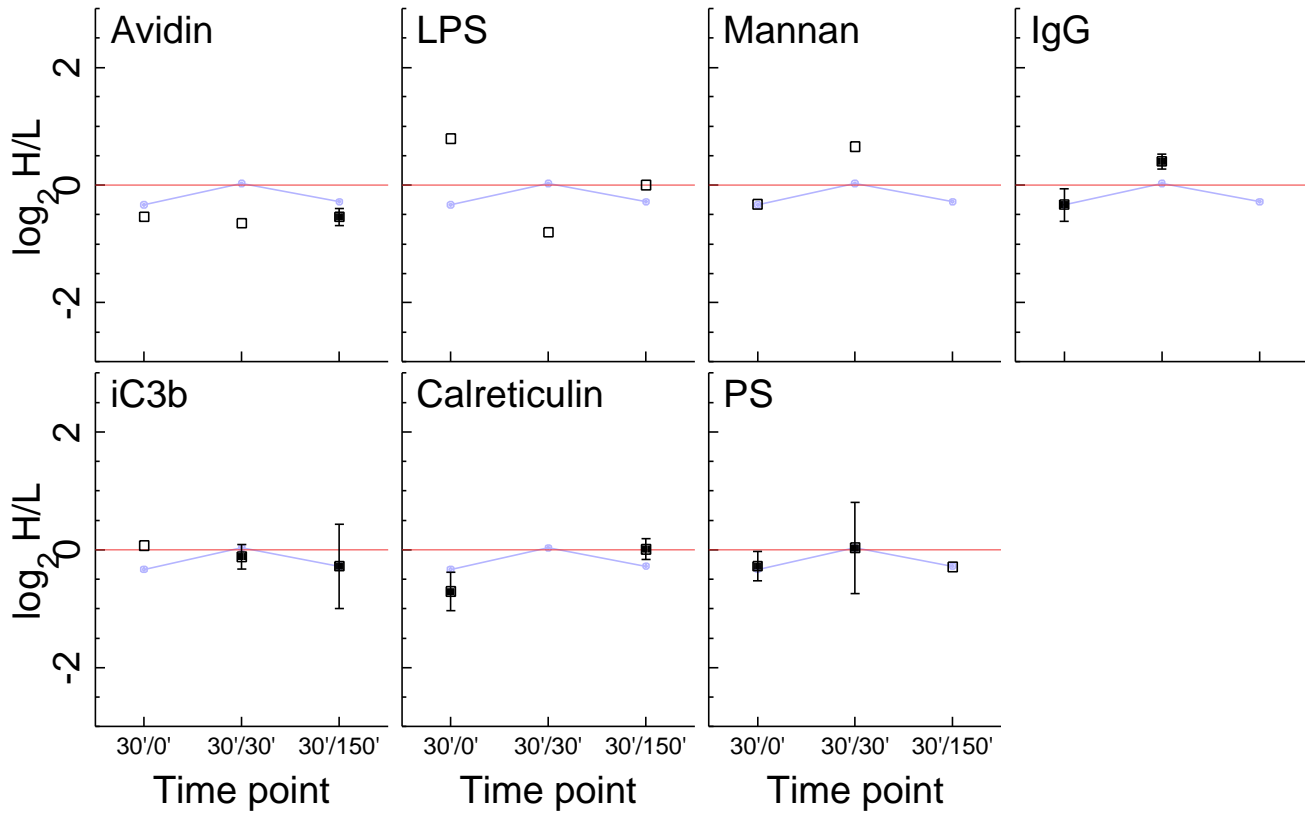 Avidin
LPS
Mannan
IgG
2
0
-2
log₂ H/L
iC3b
Calreticulin
PS
2
0
-2
log₂ H/L
30'/0' 30'/30' 30'/150'
30'/0' 30'/30' 30'/150'
30'/0' 30'/30' 30'/150'
Time point
Time point
Time point